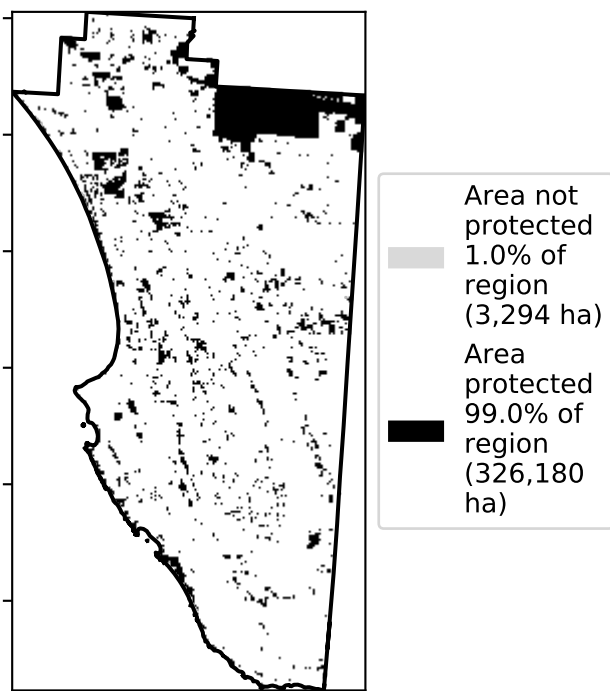 Area not
protected
1.0% of
region
(3,294 ha)
Area
protected
99.0% of
region
(326,180
ha)